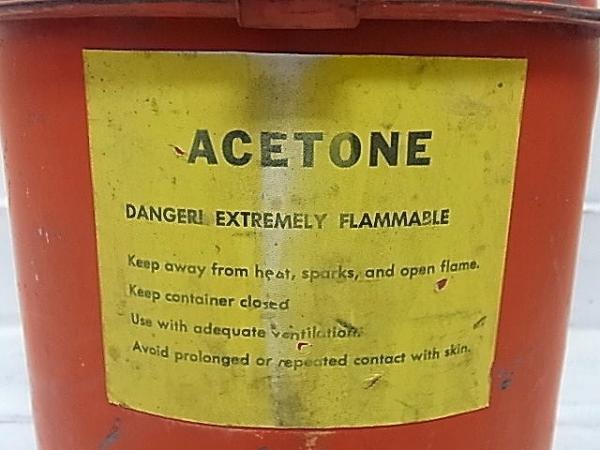 ACETONE
DANGER! EXTREMELY FLAMMABLE
Keep away from heat, sparks, and open flame.
Keep container closed
Use with adequate ventilation.
Avoid prolonged or repeated contact with skin.